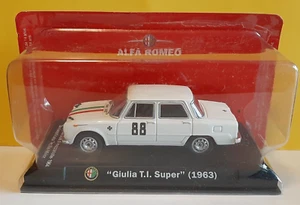 ALFA ROMEO
88
"Giulia T.I. Super" (1963)